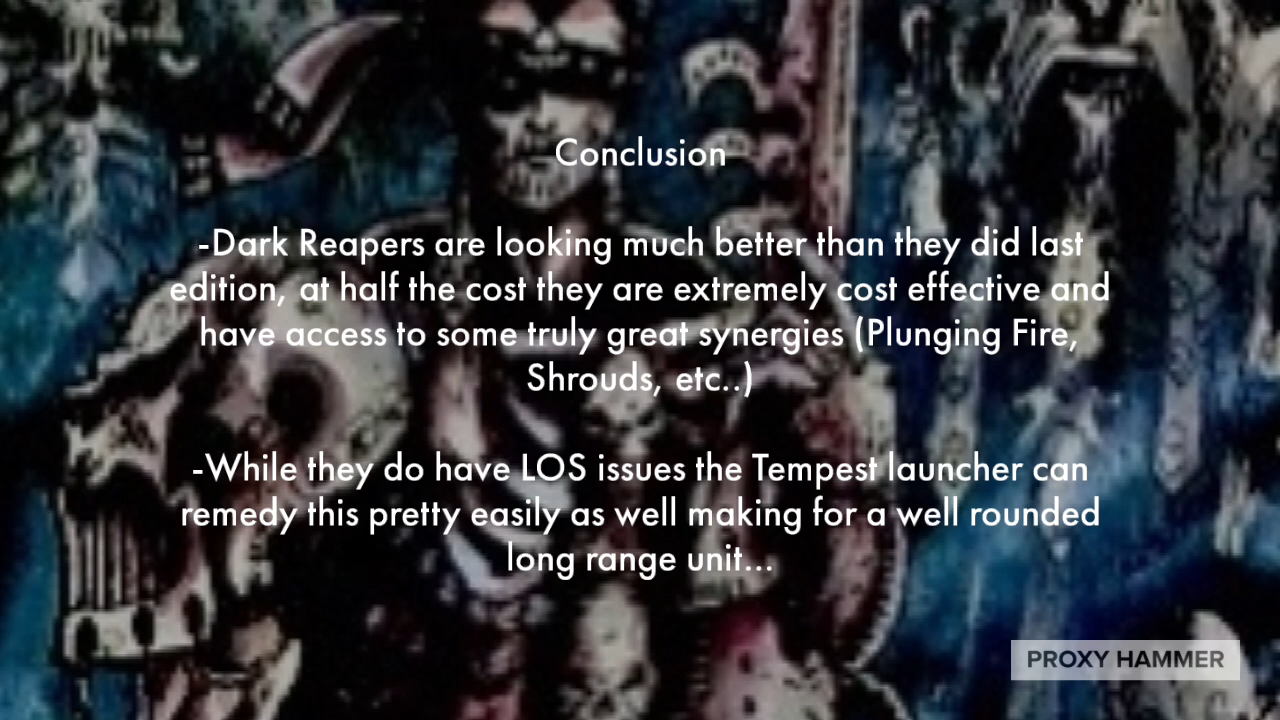 Conclusion
-Dark Reapers are looking much better than they did last
edition, at half the cost they are extremely cost effective and
have access to some truly great synergies (Plunging Fire,
Shrouds, etc..)
-While they do have LOS issues the Tempest launcher can
remedy this pretty easily as well making for a well rounded
long range unit...
PROXY HAMMER